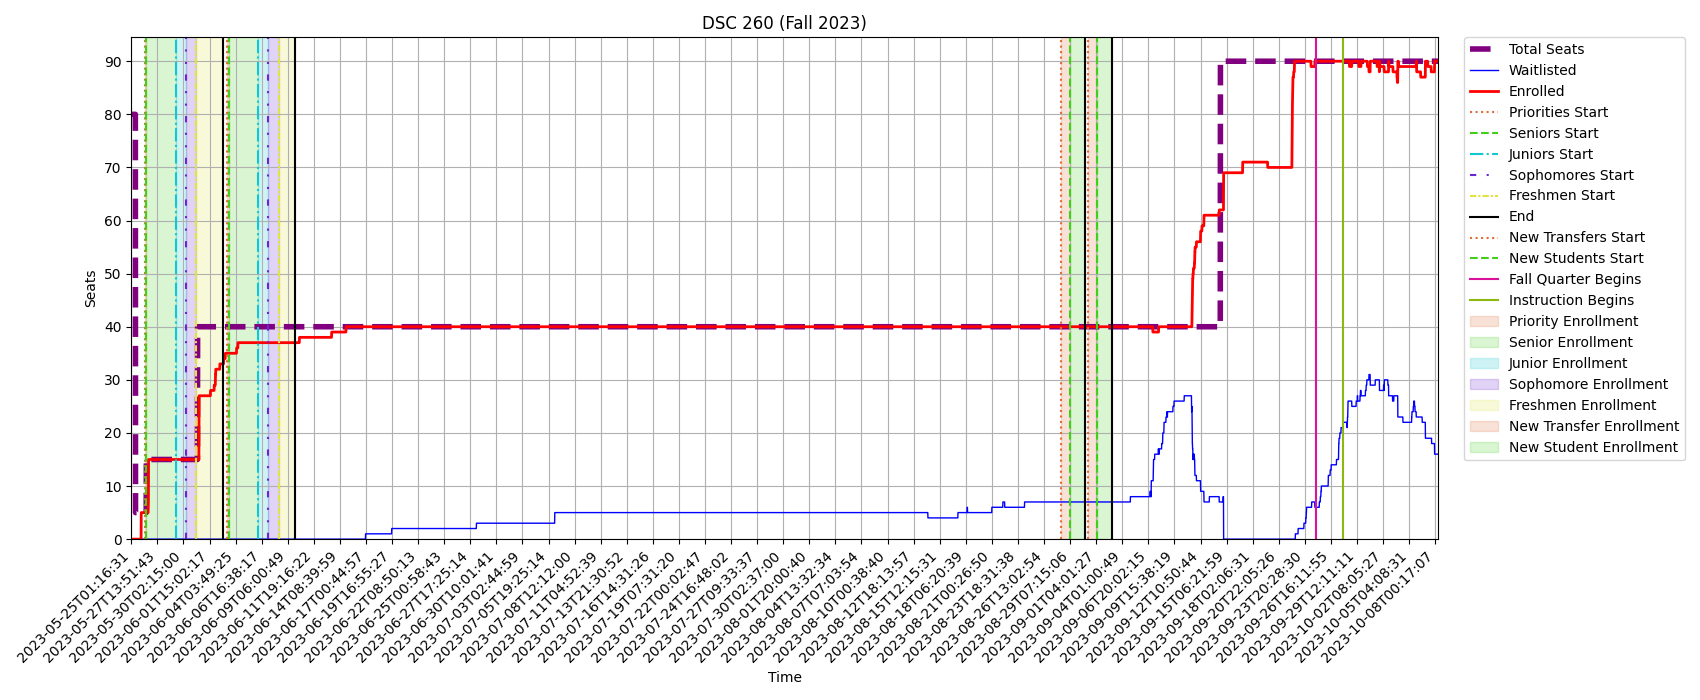 DSC 260 (Fall 2023)
Seats
90
80
70
60
50
40
30
20
10
0
2023-05-25T01:16:31
2023-05-27T13:51:43
2023-05-30T02:15:00
2023-06-01T15:02:17
2023-06-04T03:49:25
2023-06-06T16:38:17
2023-06-09T06:00:49
2023-06-11T19:16:22
2023-06-14T08:39:59
2023-06-17T00:44:57
2023-06-19T16:55:27
2023-06-22T08:50:13
2023-06-25T00:58:43
2023-06-27T17:25:14
2023-06-30T10:01:41
2023-07-03T02:44:59
2023-07-05T19:25:14
2023-07-08T12:12:00
2023-07-11T04:52:39
2023-07-13T21:30:52
2023-07-16T14:31:26
2023-07-19T07:31:20
2023-07-22T00:02:47
2023-07-24T16:48:02
2023-07-27T09:33:37
2023-07-30T02:37:00
2023-08-01T20:00:40
2023-08-04T13:32:34
2023-08-07T07:03:54
2023-08-10T00:38:40
2023-08-12T18:13:57
2023-08-15T12:15:31
2023-08-18T06:20:39
2023-08-21T00:26:50
2023-08-23T18:31:38
2023-08-26T13:02:54
2023-08-29T07:15:06
2023-09-01T04:01:27
2023-09-04T01:00:49
2023-09-06T20:02:15
2023-09-09T15:38:19
2023-09-12T10:50:44
2023-09-15T06:21:59
2023-09-18T02:06:31
2023-09-20T22:05:26
2023-09-23T20:28:30
2023-09-26T16:11:55
2023-09-29T12:11:11
2023-10-02T08:05:27
2023-10-05T04:08:31
2023-10-08T00:17:07
Time
Total Seats
Waitlisted
Enrolled
Priorities Start
Seniors Start
Juniors Start
Sophomores Start
Freshmen Start
End
New Transfers Start
New Students Start
Fall Quarter Begins
Instruction Begins
Priority Enrollment
Senior Enrollment
Junior Enrollment
Sophomore Enrollment
Freshmen Enrollment
New Transfer Enrollment
New Student Enrollment